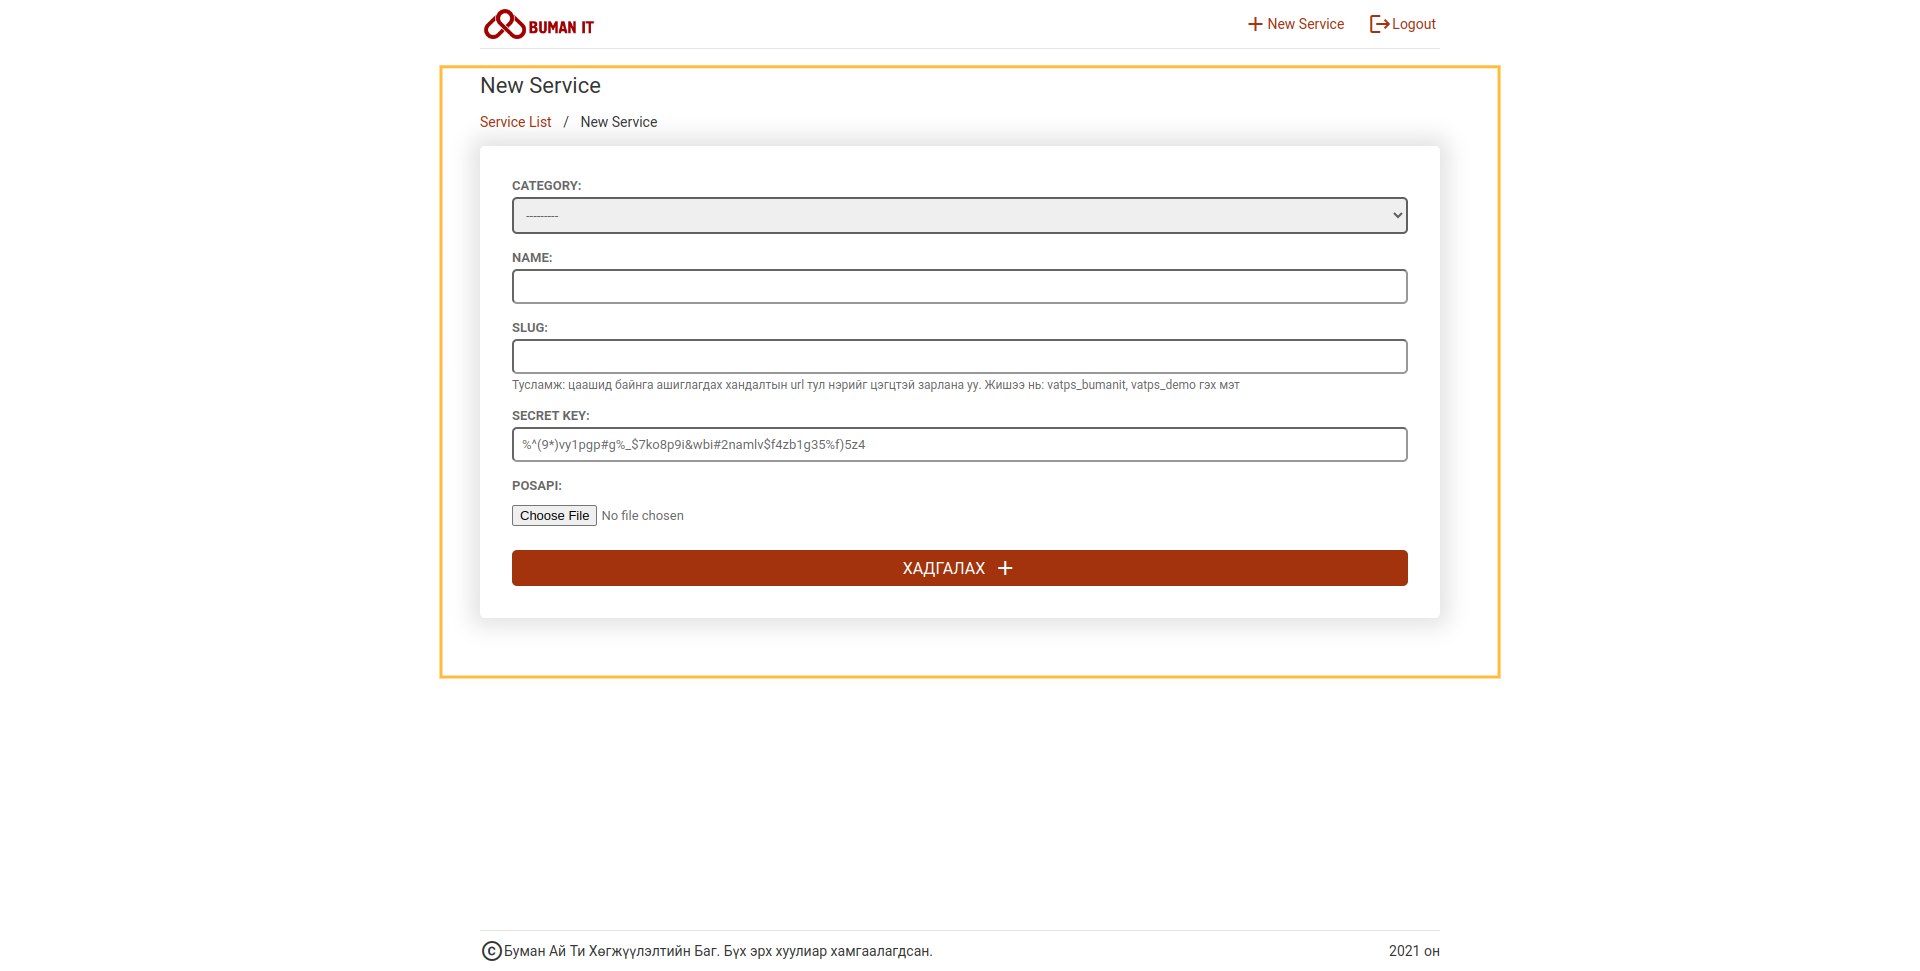 BUMAN IT
New Service
Logout
New Service
Service List / New Service
CATEGORY:
---------
NAME:
SLUG:
Тусламж: цаашид байнга ашиглагдах хандалтын url тул нэрийг цэгцтэй зарлана уу. Жишээ нь: vatps_bumanit, vatps_demo гэх мэт
SECRET KEY:
%^(9*)vy1pgp#g%_$7ko8p9i&wbi#2namlv$f4zb1g35%f)5z4
POSAPI:
Choose File No file chosen
ХАДГАЛАХ +
© Буман Ай Ти Хөгжүүлэлтийн Баг. Бүх эрх хуулиар хамгаалагдсан.
2021 он